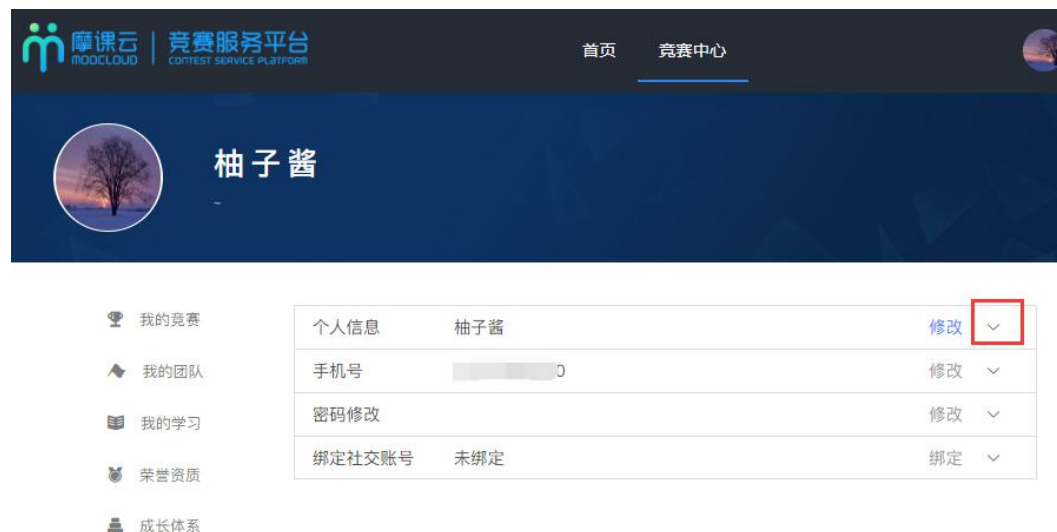 摩课云 | 竞赛服务平台
MOOCLOUD CONTEST SERVICE PLATFORM
首页 竞赛中心
柚子酱
~
我的竞赛
我的团队
我的学习
荣誉资质
成长体系
个人信息 柚子酱 修改
手机号 0 修改
密码修改 修改
绑定社交账号 未绑定 绑定